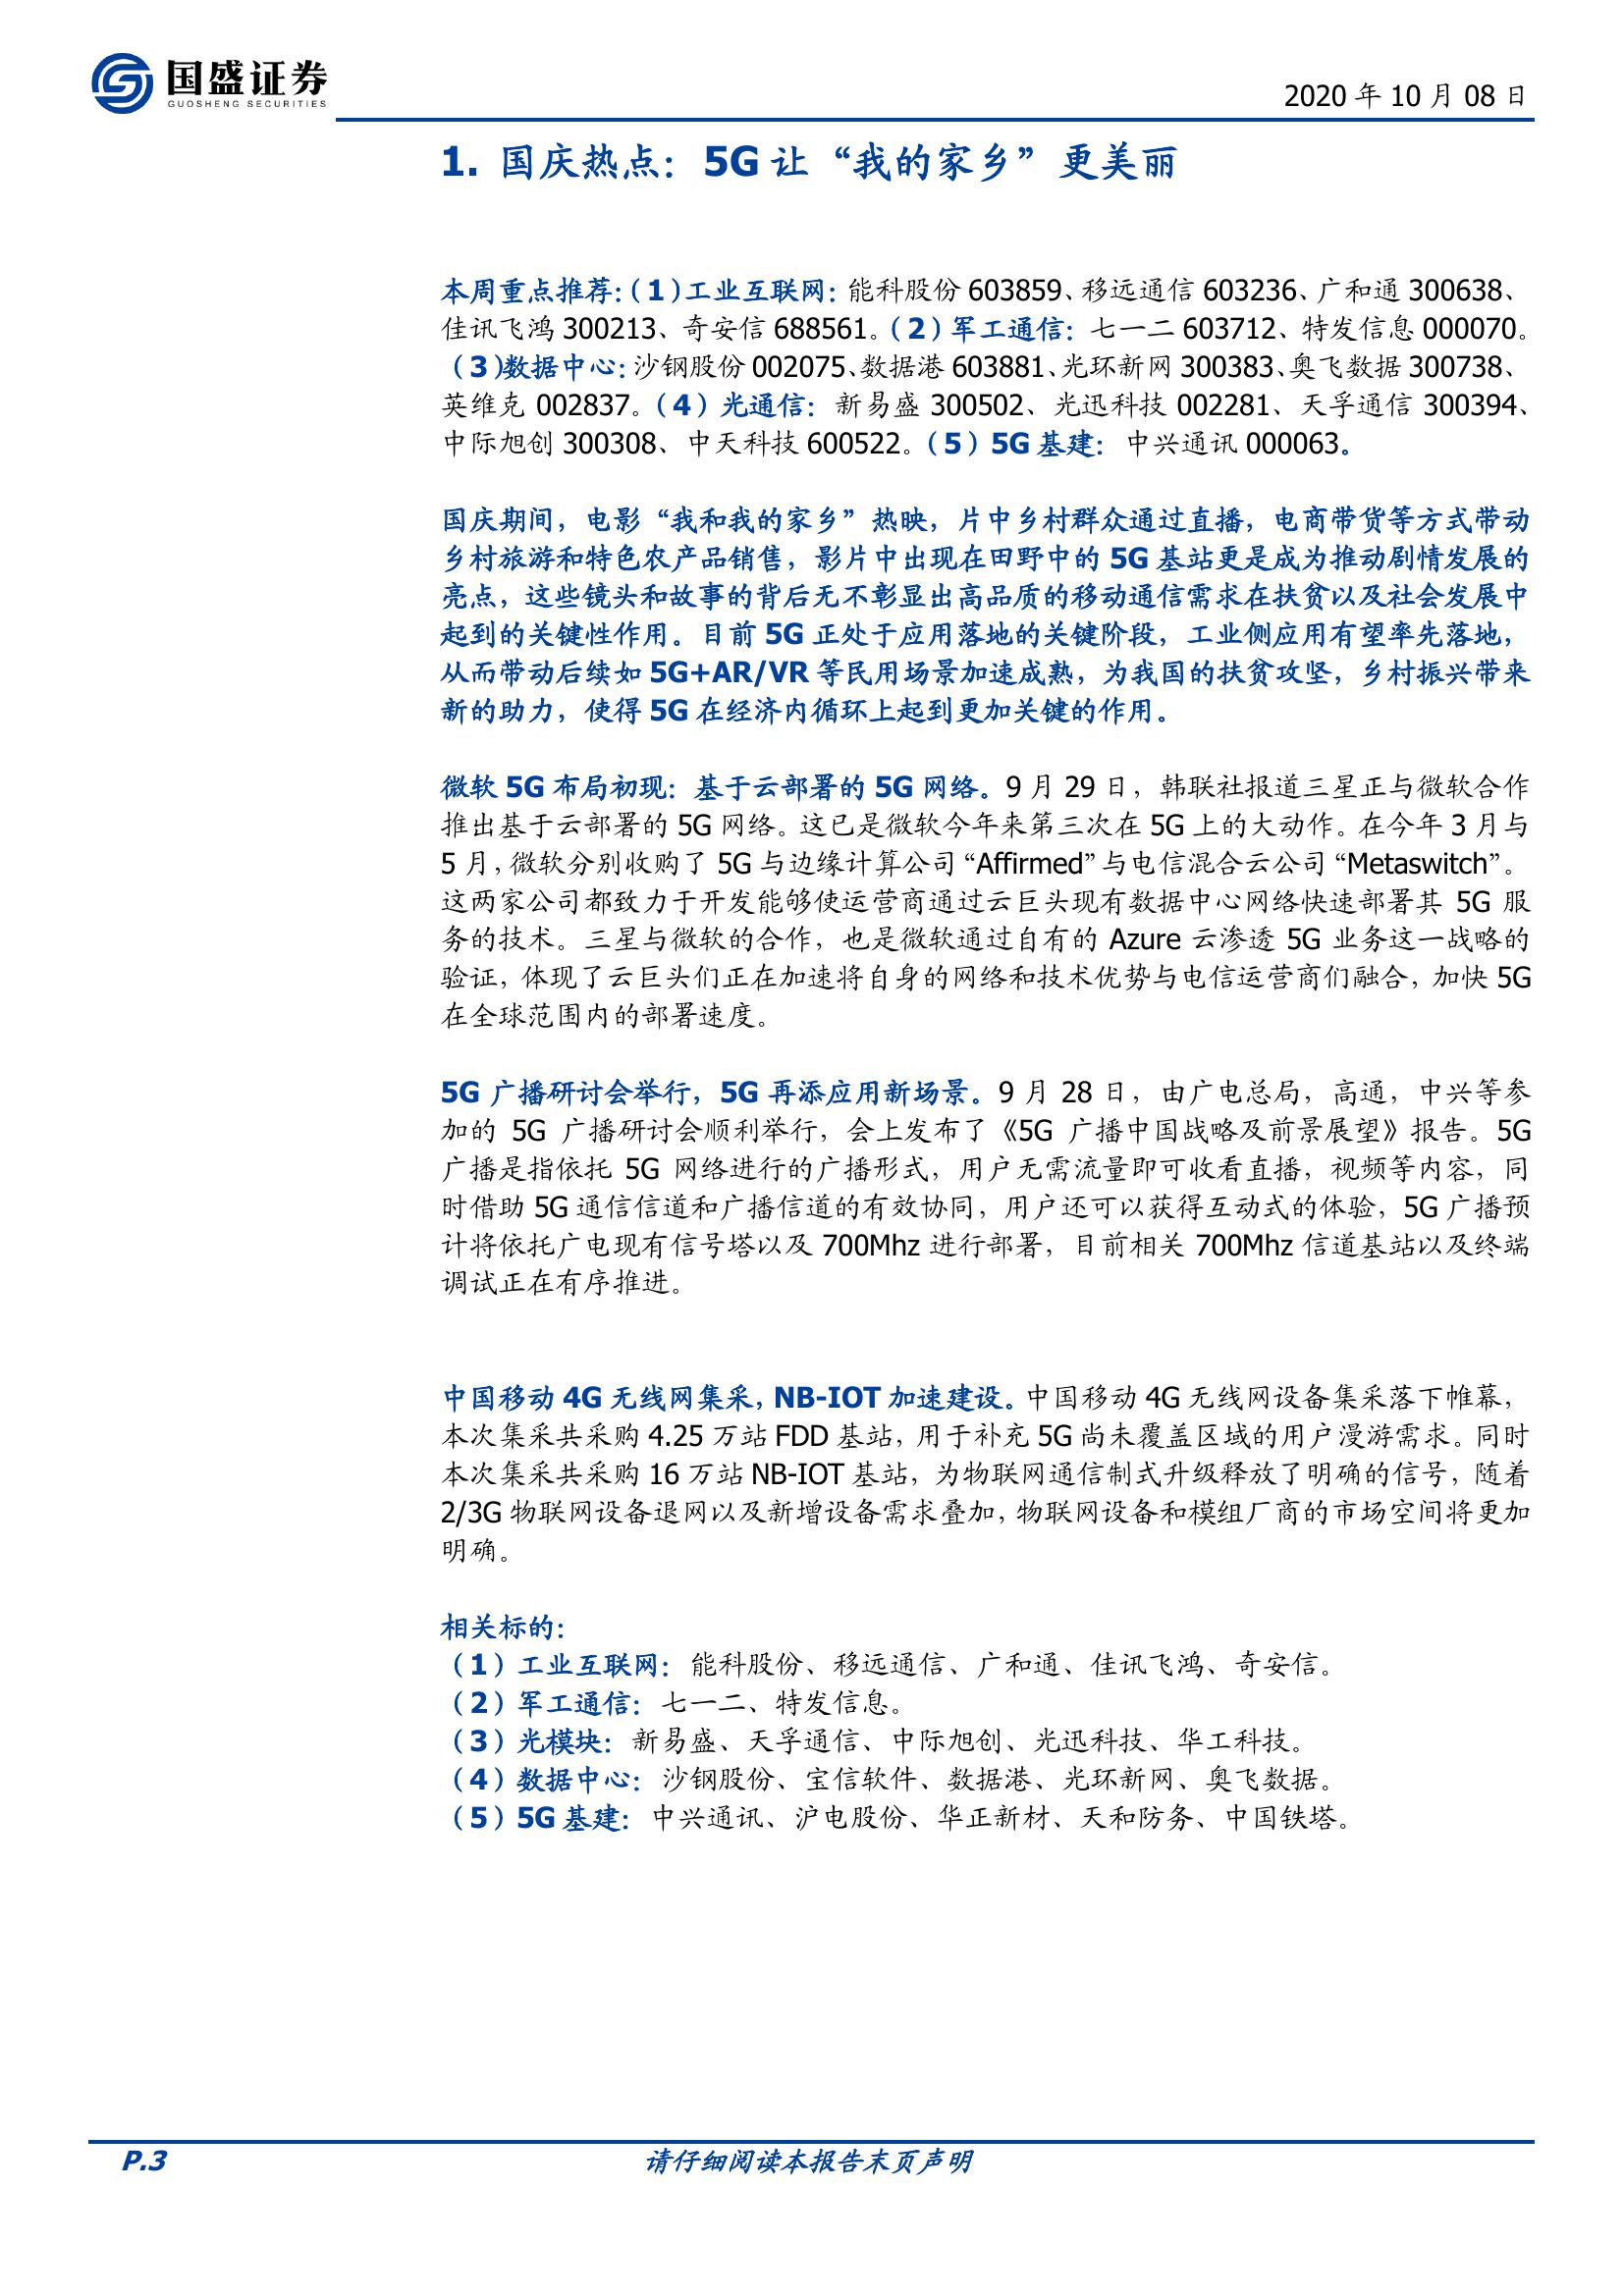 国盛证券
GUOSHENG SECURITIES
2020 年 10 月 08 日
1. 国庆热点：5G 让“我的家乡”更美丽
本周重点推荐：（1）工业互联网：能科股份 603859、移远通信 603236、广和通 300638、
佳讯飞鸿 300213、奇安信 688561。（2）军工通信：七一二 603712、特发信息 000070。
（3）数据中心：沙钢股份 002075、数据港 603881、光环新网 300383、奥飞数据 300738、
英维克 002837。（4）光通信：新易盛 300502、光迅科技 002281、天孚通信 300394、
中际旭创 300308、中天科技 600522。（5）5G 基建：中兴通讯 000063。
国庆期间，电影“我和我的家乡”热映，片中乡村群众通过直播，电商带货等方式带动
乡村旅游和特色农产品销售，影片中出现在田野中的 5G 基站更是成为推动剧情发展的
亮点，这些镜头和故事的背后无不彰显出高品质的移动通信需求在扶贫以及社会发展中
起到的关键性作用。目前 5G 正处于应用落地的关键阶段，工业侧应用有望率先落地，
从而带动后续如 5G+AR/VR 等民用场景加速成熟，为我国的扶贫攻坚，乡村振兴带来
新的助力，使得 5G 在经济内循环上起到更加关键的作用。
微软 5G 布局初现：基于云部署的 5G 网络。9 月 29 日，韩联社报道三星正与微软合作
推出基于云部署的 5G 网络。这已是微软今年来第三次在 5G 上的大动作。在今年 3 月与
5 月，微软分别收购了 5G 与边缘计算公司“Affirmed”与电信混合云公司“Metaswitch”。
这两家公司都致力于开发能够使运营商通过云巨头现有数据中心网络快速部署其 5G 服
务的技术。三星与微软的合作，也是微软通过自有的 Azure 云渗透 5G 业务这一战略的
验证，体现了云巨头们正在加速将自身的网络和技术优势与电信运营商们融合，加快 5G
在全球范围内的部署速度。
5G 广播研讨会举行，5G 再添应用新场景。9 月 28 日，由广电总局，高通，中兴等参
加的 5G 广播研讨会顺利举行，会上发布了《5G 广播中国战略及前景展望》报告。5G
广播是指依托 5G 网络进行的广播形式，用户无需流量即可收看直播，视频等内容，同
时借助 5G 通信信道和广播信道的有效协同，用户还可以获得互动式的体验，5G 广播预
计将依托广电现有信号塔以及 700Mhz 进行部署，目前相关 700Mhz 信道基站以及终端
调试正在有序推进。
中国移动 4G 无线网集采，NB-IOT 加速建设。中国移动 4G 无线网设备集采落下帷幕，
本次集采共采购 4.25 万站 FDD 基站，用于补充 5G 尚未覆盖区域的用户漫游需求。同时
本次集采共采购 16 万站 NB-IOT 基站，为物联网通信制式升级释放了明确的信号，随着
2/3G 物联网设备退网以及新增设备需求叠加，物联网设备和模组厂商的市场空间将更加
明确。
相关标的：
（1）工业互联网：能科股份、移远通信、广和通、佳讯飞鸿、奇安信。
（2）军工通信：七一二、特发信息。
（3）光模块：新易盛、天孚通信、中际旭创、光迅科技、华工科技。
（4）数据中心：沙钢股份、宝信软件、数据港、光环新网、奥飞数据。
（5）5G 基建：中兴通讯、沪电股份、华正新材、天和防务、中国铁塔。
P.3
请仔细阅读本报告末页声明